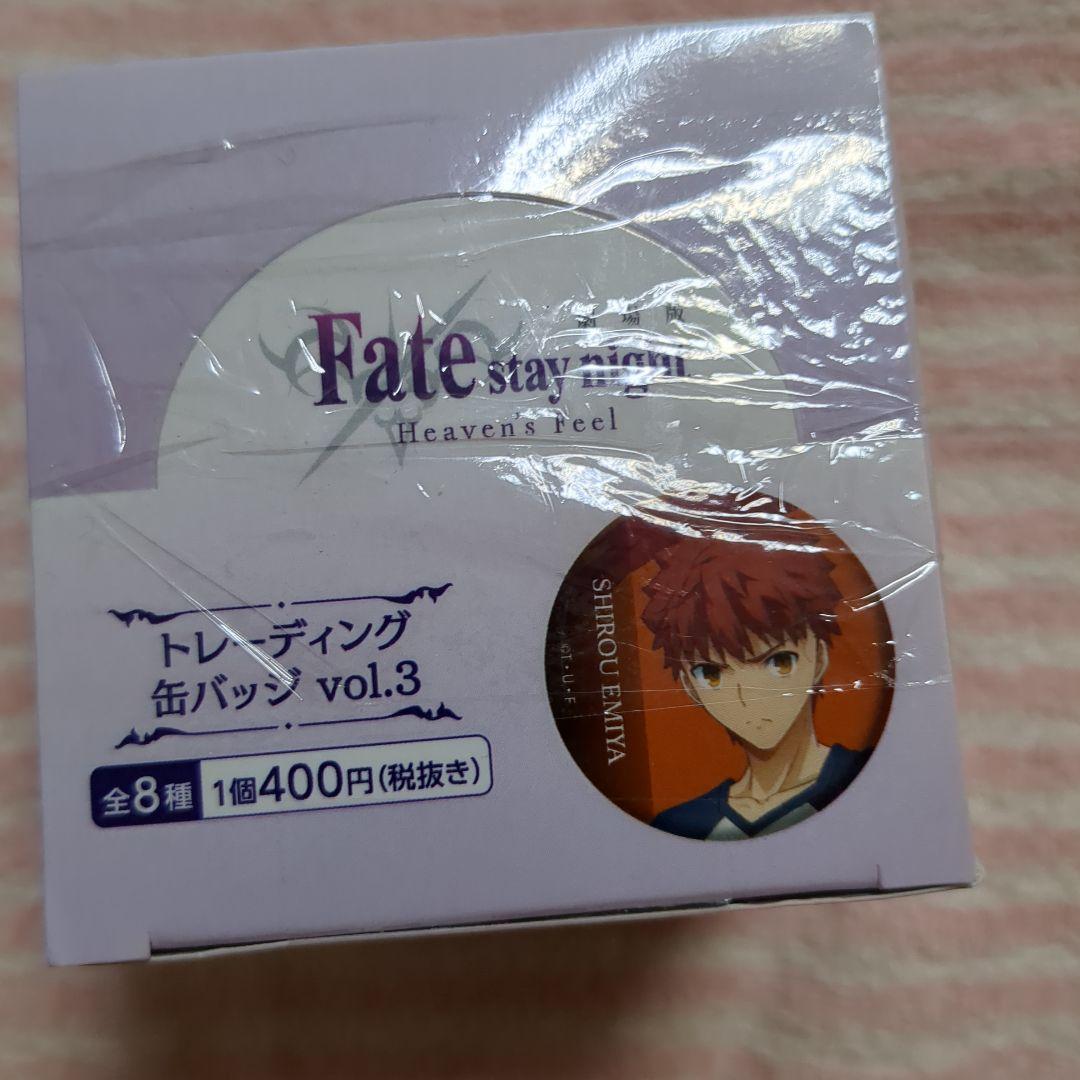 劇場版
Fate stay night
Heaven's Feel
トレーディング
缶バッジ vol.3
全8種 1個400円(税抜き)
SHIROU EMIYA